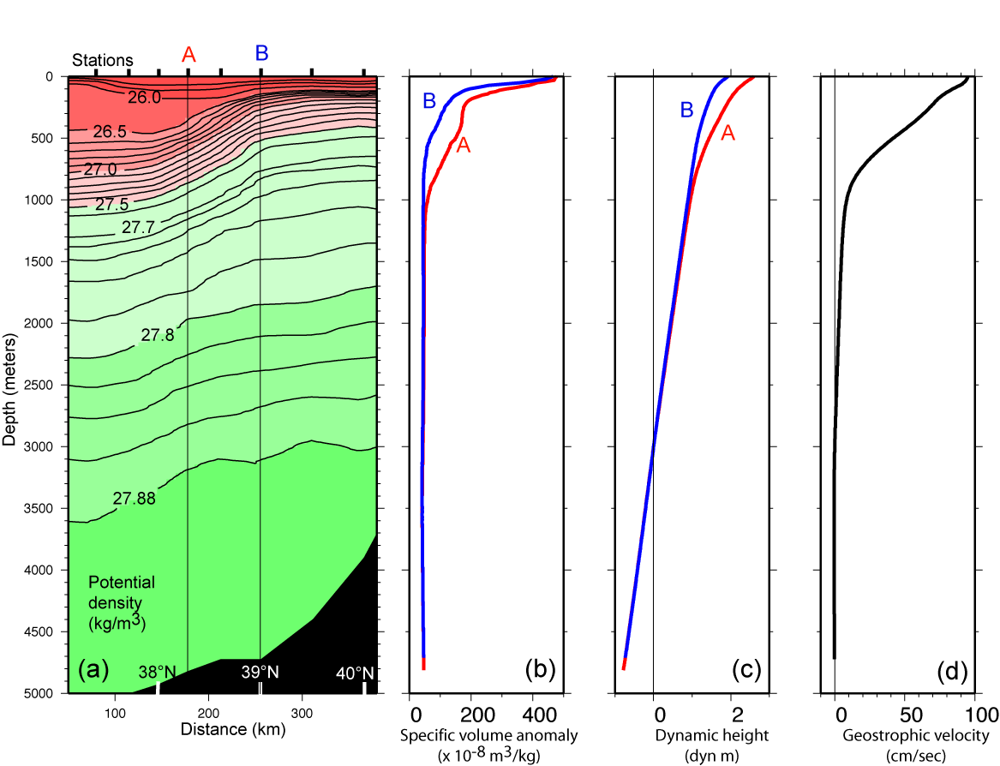 Stations
A
B
0
500
1000
1500
2000
2500
3000
3500
4000
4500
5000
Depth (meters)
26.0
26.5
27.0
27.5
27.7
27.8
27.88
Potential
density
(kg/m3)
(a)
38°N
39°N
40°N
100
200
300
Distance (km)
B
A
(b)
0
200
400
Specific volume anomaly
(x 10-8 m3/kg)
B
A
(c)
0
2
Dynamic height
(dyn m)
(d)
0
50
100
Geostrophic velocity
(cm/sec)